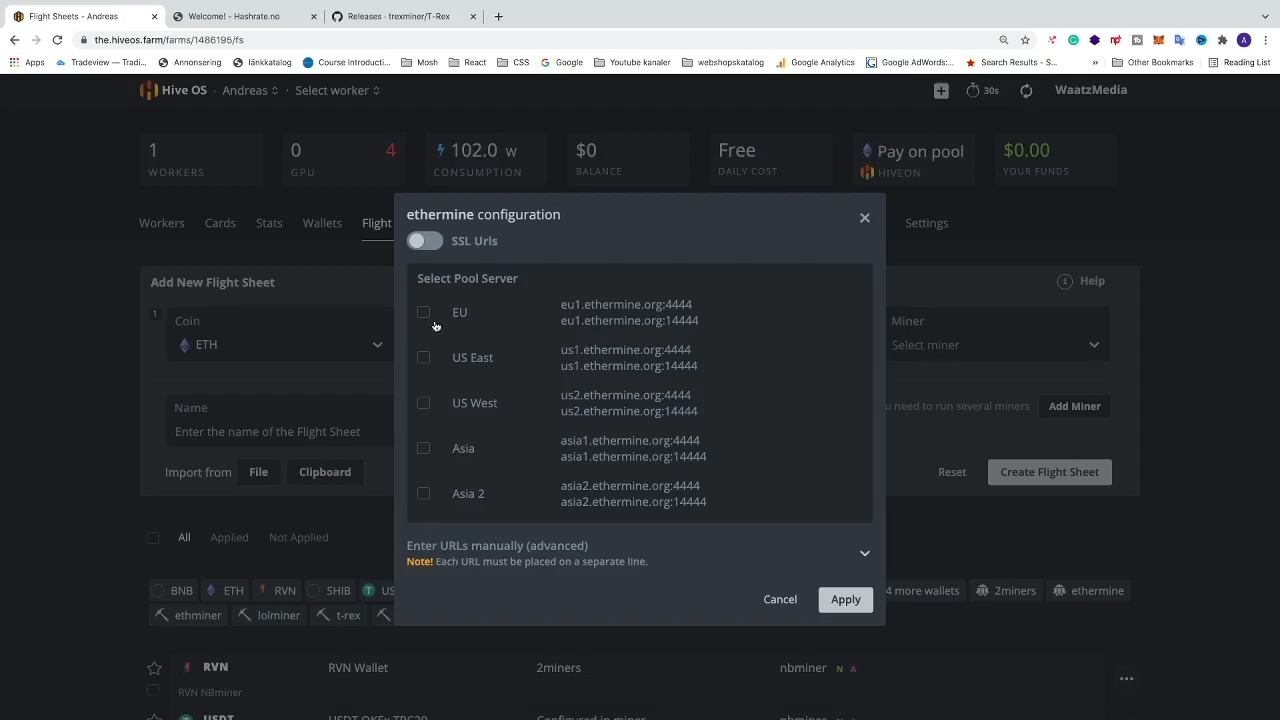 Flight Sheets - Andreas
Welcome! - Hashrate.no
Releases · trexminer/T-Rex
the.hiveos.farm/farms/1486195/fs
Apps
Tradeview -- Tradi...
Annonsering
länkkatalog
Course Introducti...
Mosh
React
CSS
Google
Youtube kanaler
webshopskatalog
Google Analytics
Google AdWords:...
Search Results - S...
»
Other Bookmarks
Reading List
Hive OS · Andreas Select worker
30s
WaatzMedia
1
WORKERS
0 4
GPU
102.0 W
CONSUMPTION
$0
BALANCE
Free
DAILY COST
Pay on pool
HIVEON
$0.00
YOUR FUNDS
Workers
Cards
Stats
Wallets
Flight
Settings
ethermine configuration
SSL Urls
Select Pool Server
EU
eu1.ethermine.org:4444
eu1.ethermine.org:14444
US East
us1.ethermine.org:4444
us1.ethermine.org:14444
US West
us2.ethermine.org:4444
us2.ethermine.org:14444
Asia
asia1.ethermine.org:4444
asia1.ethermine.org:14444
Asia 2
asia2.ethermine.org:4444
asia2.ethermine.org:14444
Enter URLs manually (advanced)
Note! Each URL must be placed on a separate line.
Cancel
Apply
Add New Flight Sheet
Help
1
Coin
ETH
Miner
Select miner
Name
Enter the name of the Flight Sheet
need to run several miners
Add Miner
Import from
File
Clipboard
Reset
Create Flight Sheet
All
Applied
Not Applied
BNB
ETH
RVN
SHIB
4 more wallets
2miners
ethermine
ethminer
lolminer
t-rex
RVN
RVN Wallet
2miners
nbminer N A
RVN NBminer
USDT
USDT OKEx TRC20
Configured in miner
nbminer